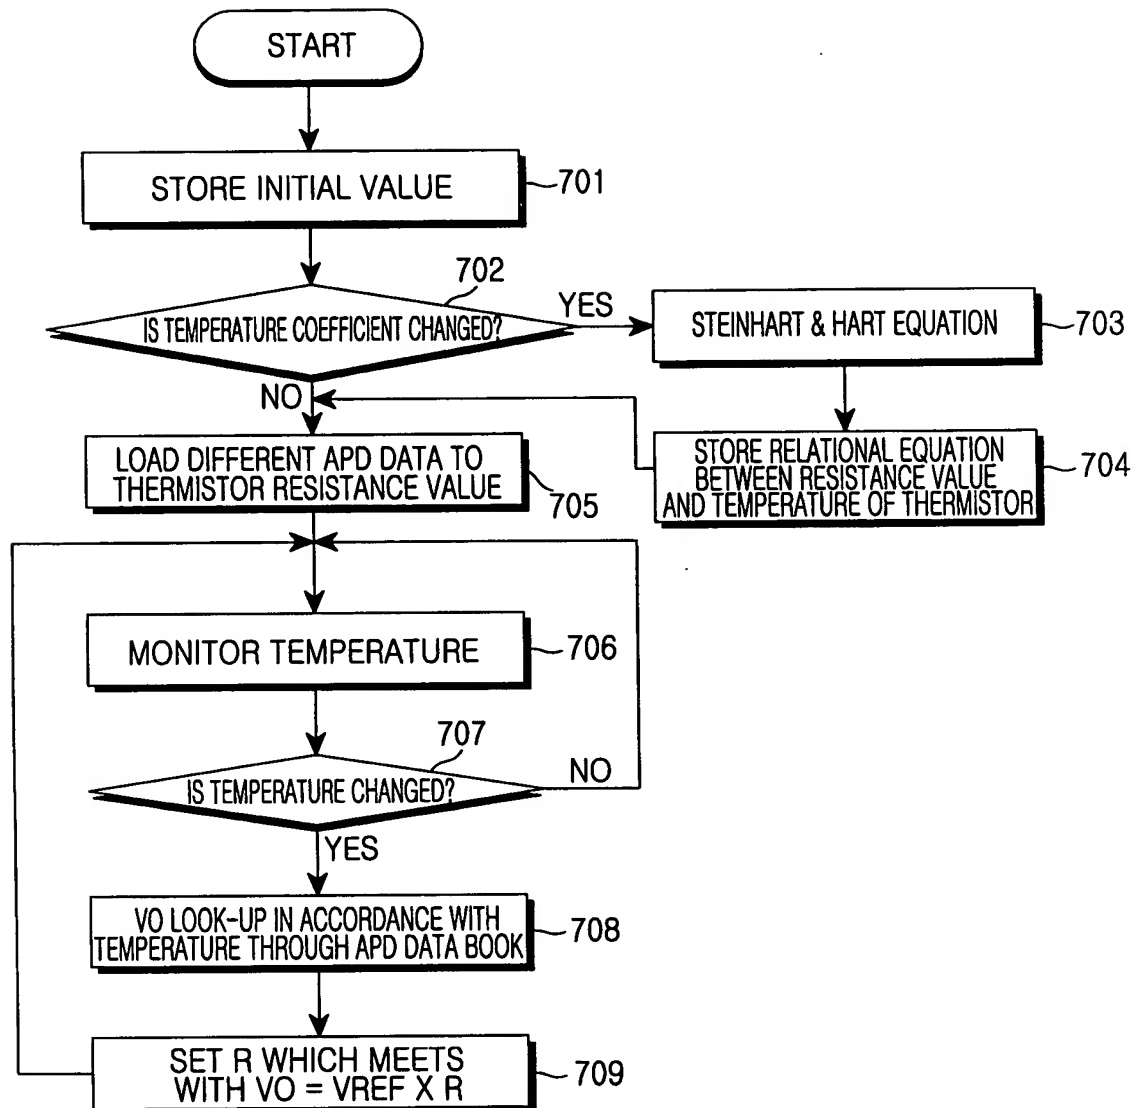 START
STORE INITIAL VALUE
701
702
IS TEMPERATURE COEFFICIENT CHANGED?
YES
STEINHART & HART EQUATION
703
NO
STORE RELATIONAL EQUATION
BETWEEN RESISTANCE VALUE
AND TEMPERATURE OF THERMISTOR
704
LOAD DIFFERENT APD DATA TO
THERMISTOR RESISTANCE VALUE
705
MONITOR TEMPERATURE
706
707
IS TEMPERATURE CHANGED?
NO
YES
VO LOOK-UP IN ACCORDANCE WITH
TEMPERATURE THROUGH APD DATA BOOK
708
SET R WHICH MEETS
WITH VO = VREF X R
709